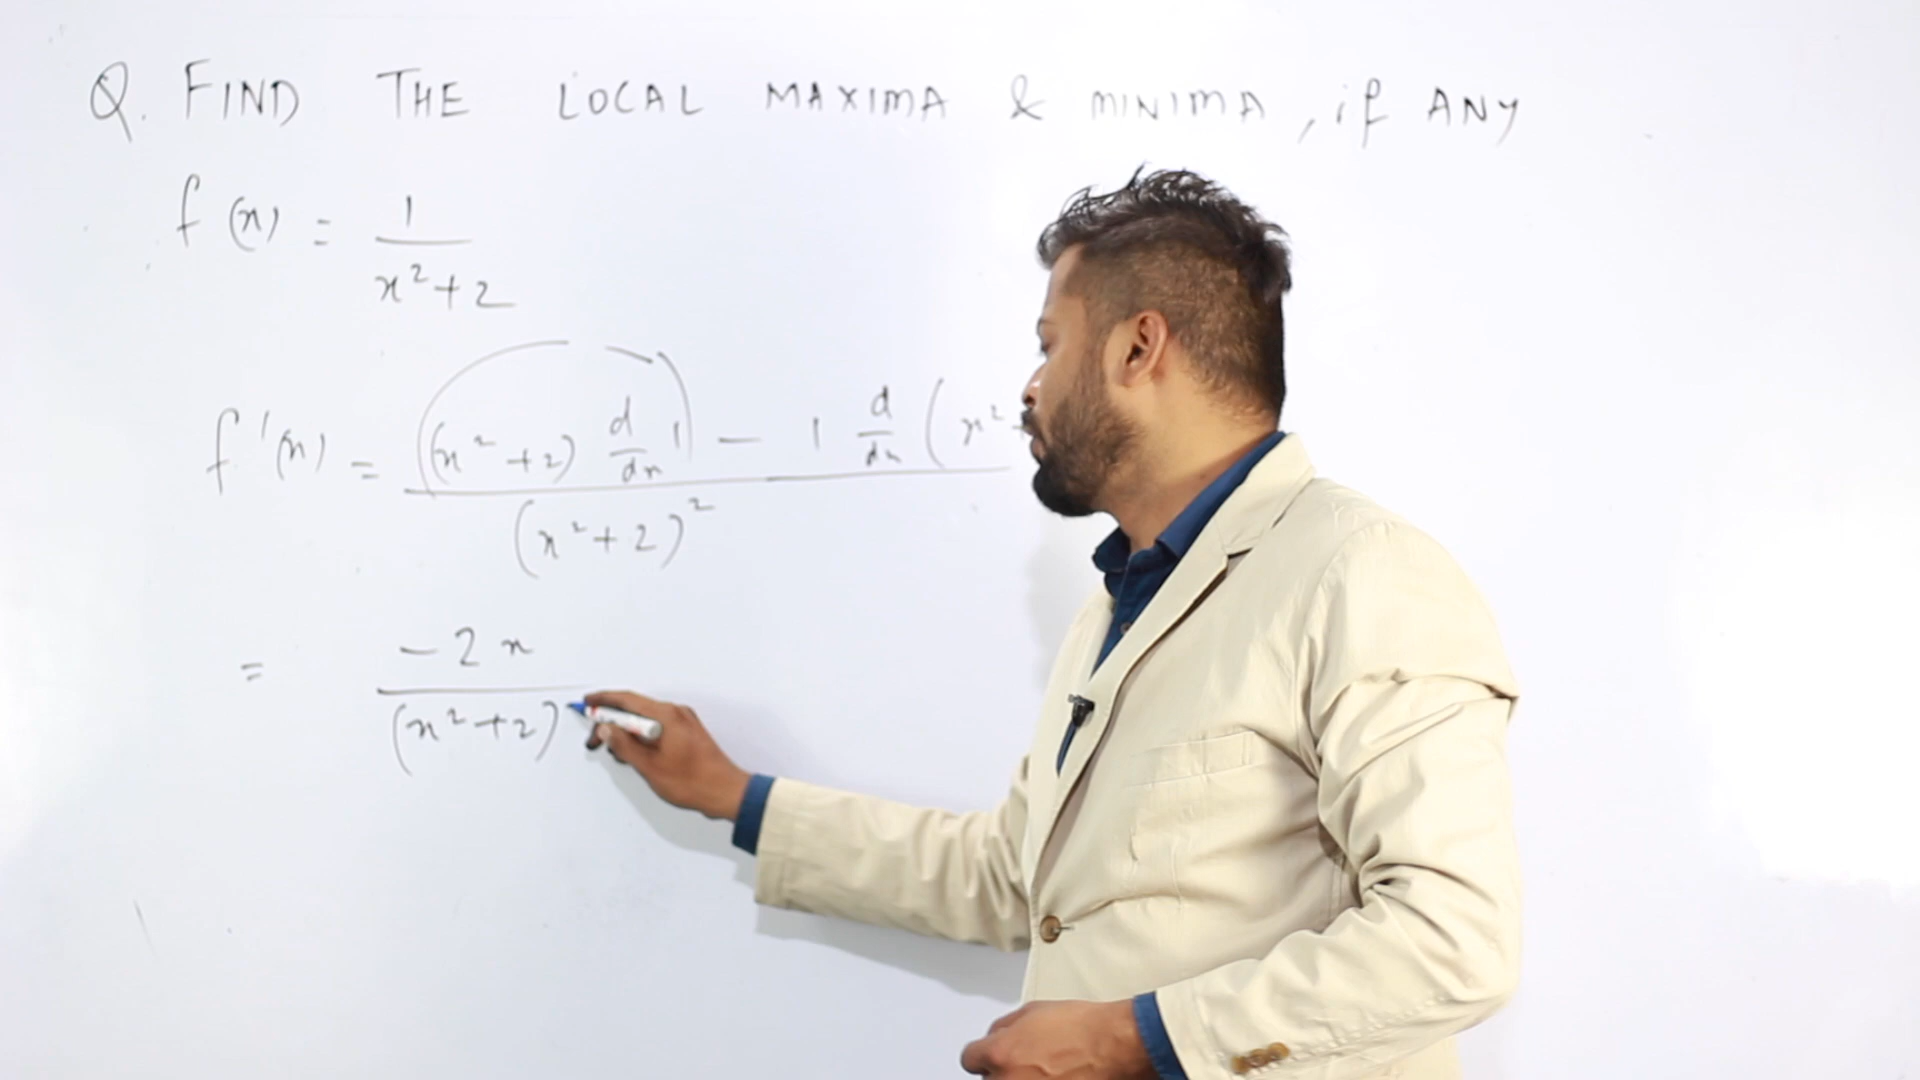 Q. FIND THE LOCAL MAXIMA & MINIMA, if ANY
f(x) = 1/(x²+2)
f'(x) = ((x²+2) d/dx 1) - 1 d/dx (x²
(x²+2)²
= -2x/(x²+2)